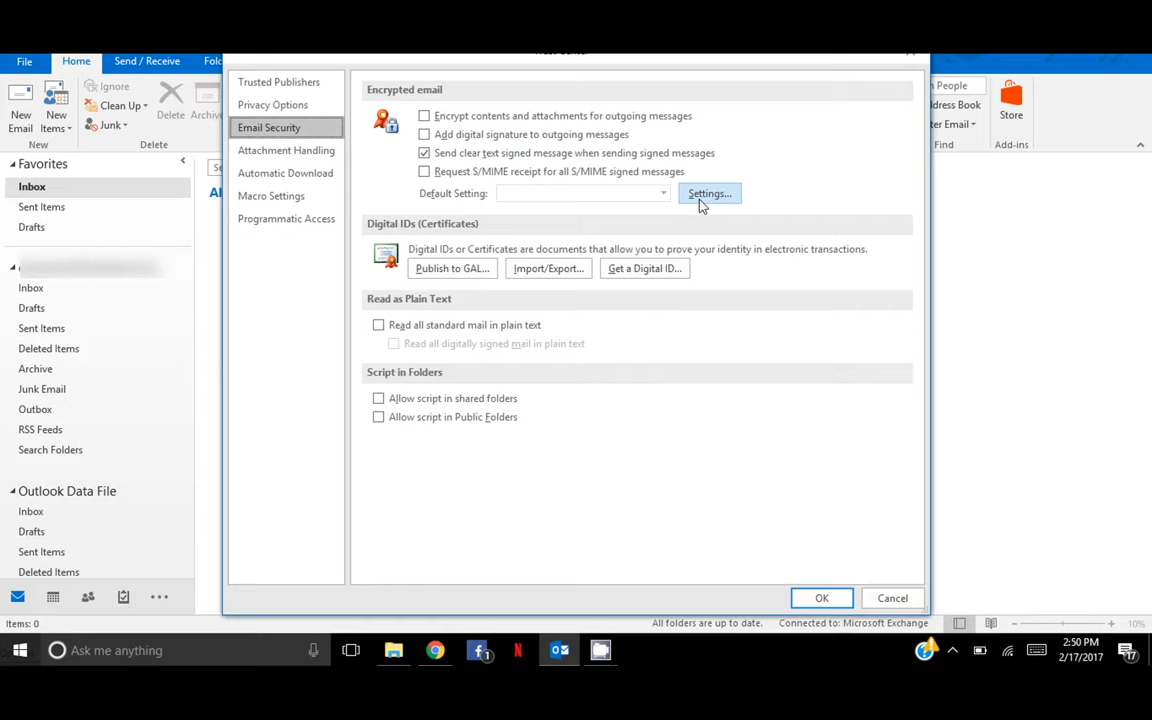 File
Home
Send / Receive
New
Email
New
Items
Ignore
Clean Up
Junk
Delete
Delete
People
Address Book
Store
Find
Add-ins
Favorites
Inbox
Sent Items
Drafts
Inbox
Drafts
Sent Items
Deleted Items
Archive
Junk Email
Outbox
RSS Feeds
Search Folders
Outlook Data File
Inbox
Drafts
Sent Items
Deleted Items
Trusted Publishers
Privacy Options
Email Security
Attachment Handling
Automatic Download
Macro Settings
Programmatic Access
Encrypted email
Encrypt contents and attachments for outgoing messages
Add digital signature to outgoing messages
Send clear text signed message when sending signed messages
Request S/MIME receipt for all S/MIME signed messages
Default Setting:
Settings...
Digital IDs (Certificates)
Digital IDs or Certificates are documents that allow you to prove your identity in electronic transactions.
Publish to GAL...
Import/Export...
Get a Digital ID...
Read as Plain Text
Read all standard mail in plain text
Read all digitally signed mail in plain text
Script in Folders
Allow script in shared folders
Allow script in Public Folders
OK
Cancel
Items: 0
All folders are up to date.
Connected to: Microsoft Exchange
10%
Ask me anything
1
2:50 PM
2/17/2017
17